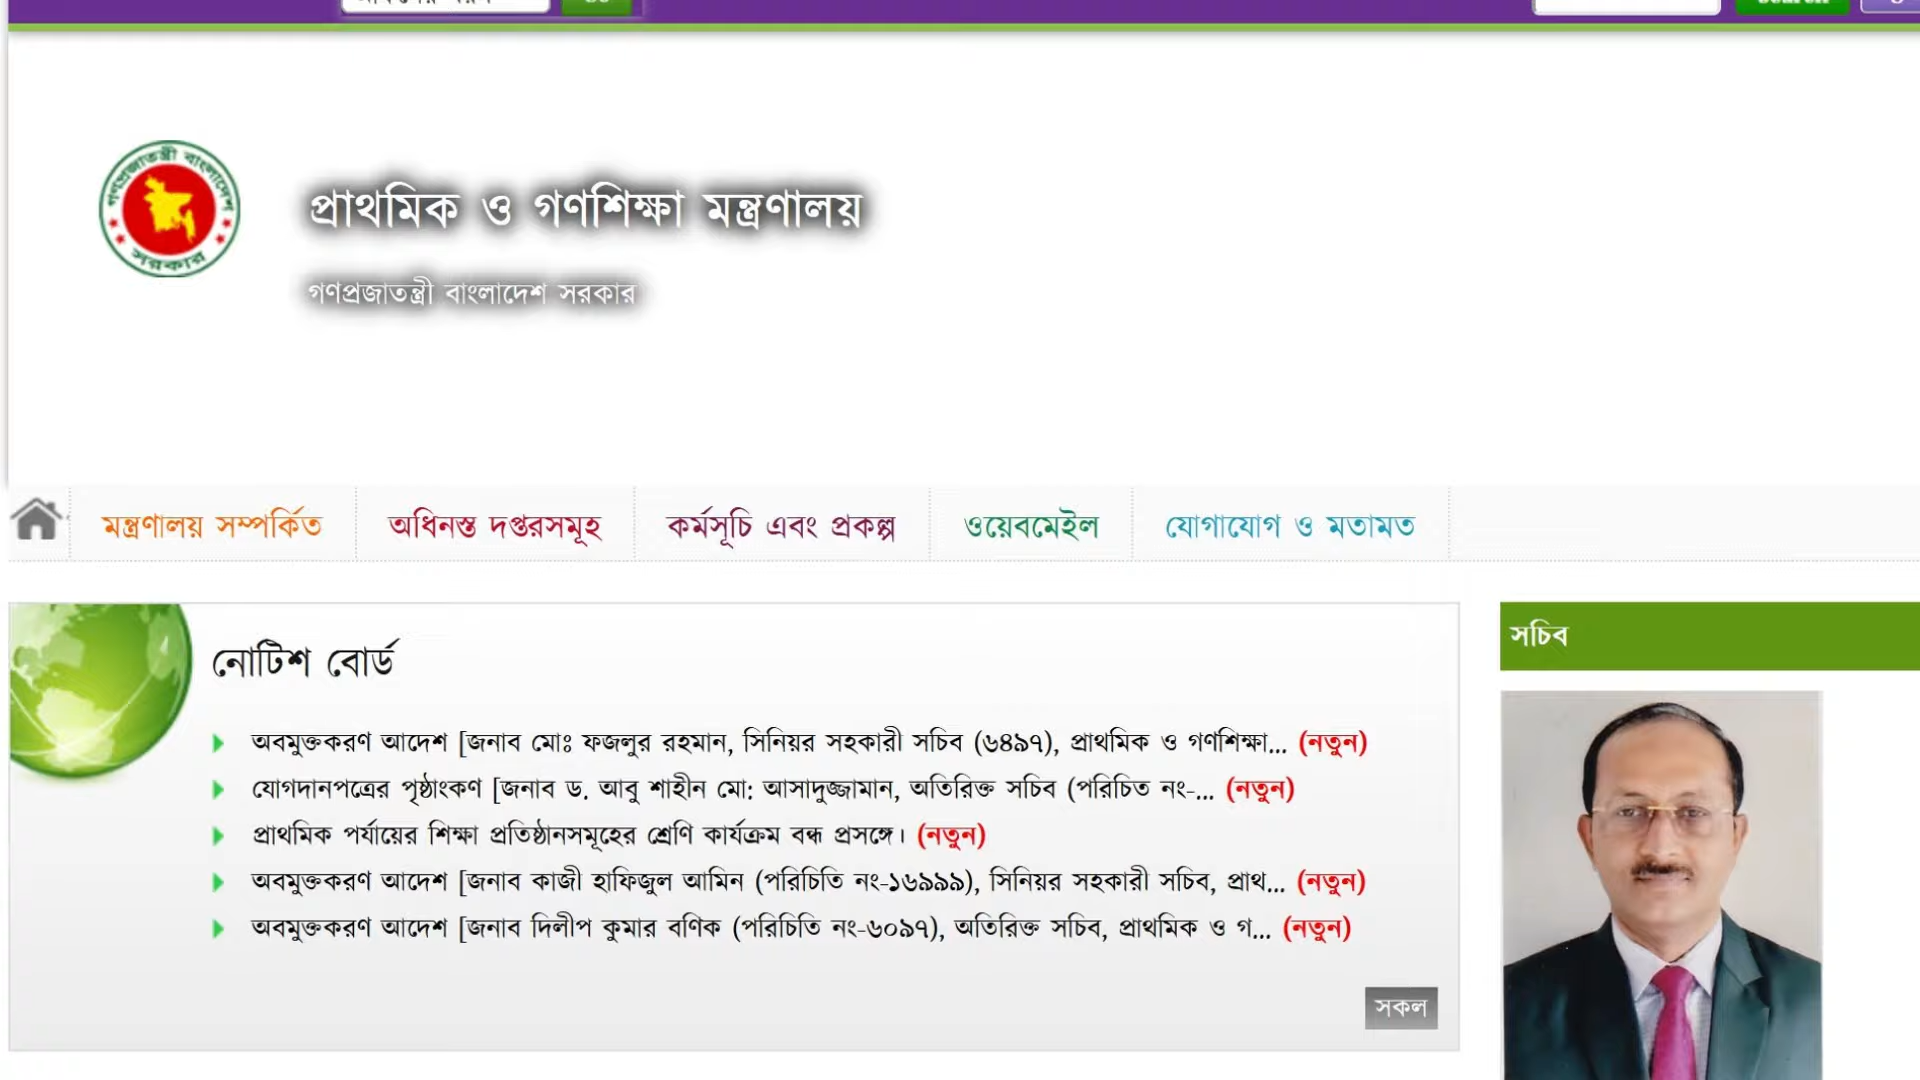 গণপ্রজাতন্ত্রী বাংলাদেশ
সরকার
প্রাথমিক ও গণশিক্ষা মন্ত্রণালয়
গণপ্রজাতন্ত্রী বাংলাদেশ সরকার
মন্ত্রণালয় সম্পর্কিত
অধিনস্ত দপ্তরসমূহ
কর্মসূচি এবং প্রকল্প
ওয়েবমেইল
যোগাযোগ ও মতামত
নোটিশ বোর্ড
অবমুক্তকরণ আদেশ [জনাব মোঃ ফজলুর রহমান, সিনিয়র সহকারী সচিব (৬৪৯৭), প্রাথমিক ও গণশিক্ষা... (নতুন)
যোগদানপত্রের পৃষ্ঠাংকণ [জনাব ড. আবু শাহীন মো: আসাদুজ্জামান, অতিরিক্ত সচিব (পরিচিত নং-... (নতুন)
প্রাথমিক পর্যায়ের শিক্ষা প্রতিষ্ঠানসমূহের শ্রেণি কার্যক্রম বন্ধ প্রসঙ্গে। (নতুন)
অবমুক্তকরণ আদেশ [জনাব কাজী হাফিজুল আমিন (পরিচিতি নং-১৬৯৯৯), সিনিয়র সহকারী সচিব, প্রাথ... (নতুন)
অবমুক্তকরণ আদেশ [জনাব দিলীপ কুমার বণিক (পরিচিতি নং-৬০৯৭), অতিরিক্ত সচিব, প্রাথমিক ও গ... (নতুন)
সকল
সচিব